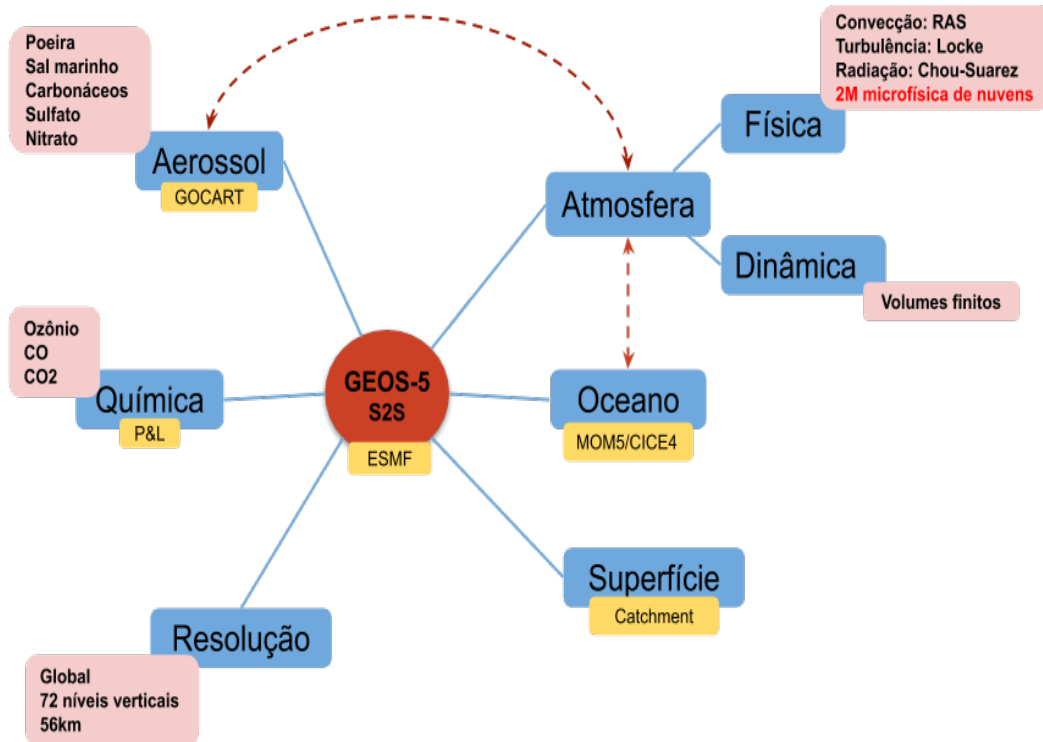 Poeira
Sal marinho
Carbonáceos
Sulfato
Nitrato
Aerossol
GOCART
Convecção: RAS
Turbulência: Locke
Radiação: Chou-Suarez
2M microfísica de nuvens
Física
Atmosfera
Dinâmica
Volumes finitos
Ozônio
CO
CO2
Química
P&L
GEOS-5
S2S
ESMF
Oceano
MOM5/CICE4
Superfície
Catchment
Resolução
Global
72 níveis verticais
56km